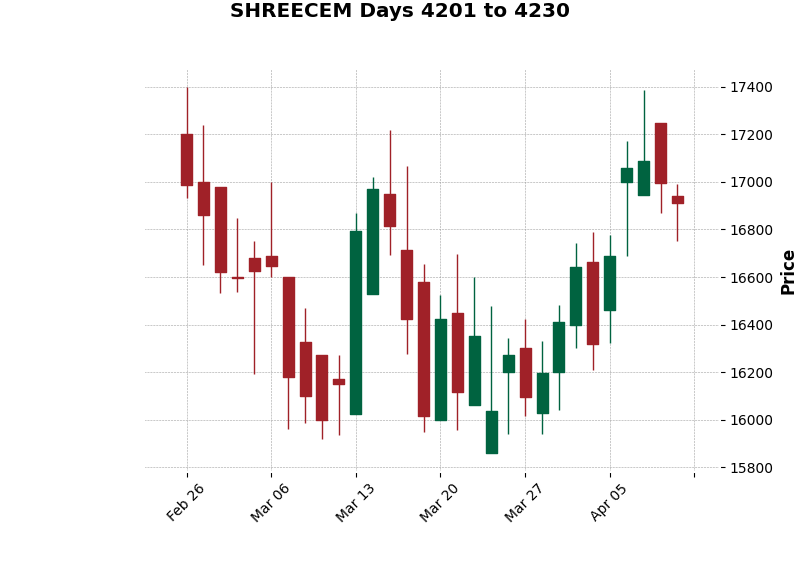 SHREECEM Days 4201 to 4230
17400
17200
17000
16800
16600
16400
16200
16000
15800
Price
Feb 26
Mar 06
Mar 13
Mar 20
Mar 27
Apr 05